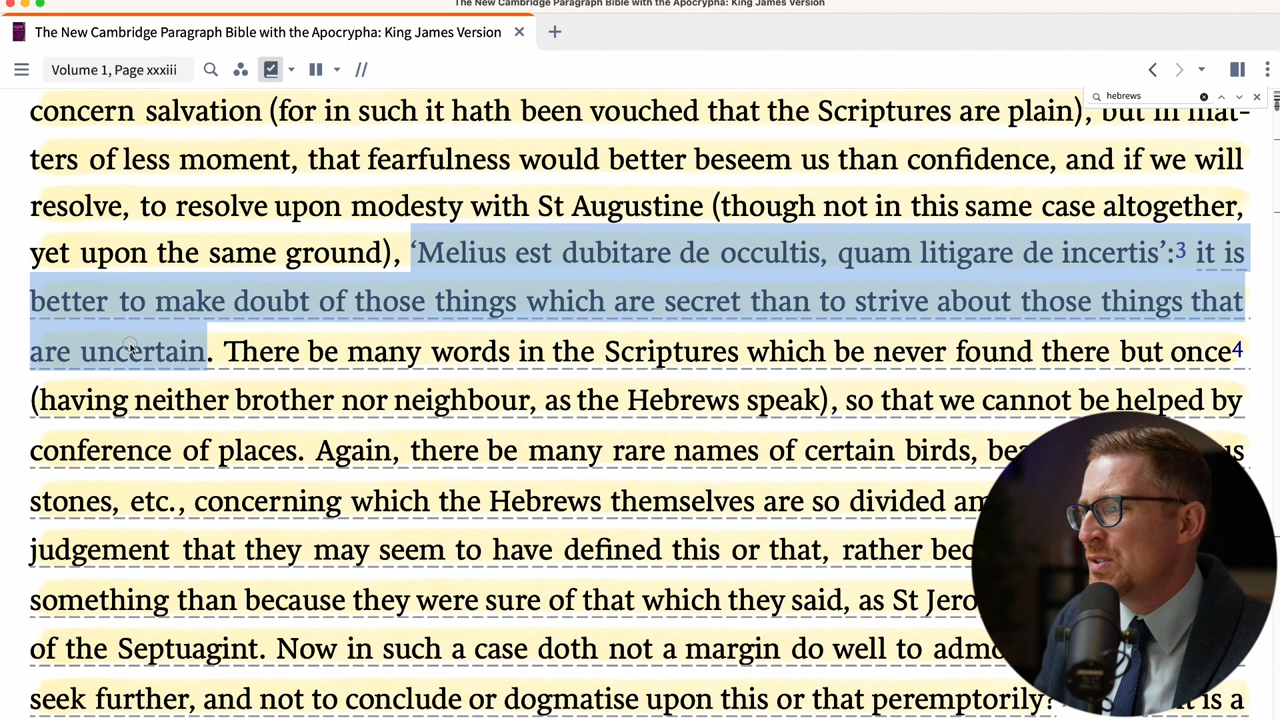 The New Cambridge Paragraph Bible with the Apocrypha: King James Version
The New Cambridge Paragraph Bible with the Apocrypha: King James Version
Volume 1, Page xxxiii
hebrews
concern salvation (for in such it hath been vouched that the Scriptures are plain), but in mat-
ters of less moment, that fearfulness would better beseem us than confidence, and if we will
resolve, to resolve upon modesty with St Augustine (though not in this same case altogether,
yet upon the same ground), ‘Melius est dubitare de occultis, quam litigare de incertis’:3 it is
better to make doubt of those things which are secret than to strive about those things that
are uncertain. There be many words in the Scriptures which be never found there but once4
(having neither brother nor neighbour, as the Hebrews speak), so that we cannot be helped by
conference of places. Again, there be many rare names of certain birds,
stones, etc., concerning which the Hebrews themselves are so divided
judgement that they may seem to have defined this or that, rather
something than because they were sure of that which they said, as St
of the Septuagint. Now in such a case doth not a margin do well to
seek further, and not to conclude or dogmatise upon this or that peremptorily? it is a